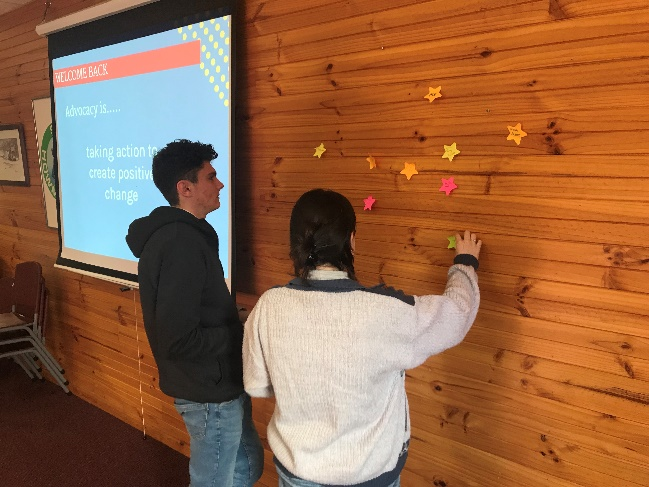 WELCOME BACK
Advocacy is.....
taking action to
create positive
change